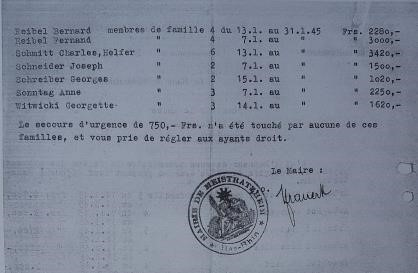 Reibel Bernard membres de famille 4 du 13.1. au 31.1.45 Frs. 2280,-
Reibel Fernand " 4 7.1. au " " 3000,-
Schmitt Charles,Helfer " 6 13.1. au " " 3420,-
Schneider Joseph " 2 7.1. au " " 1500,-
Schreiber Georges " 2 15.1. au " " 1020,-
Sonntag Anne " 3 7.1. au " " 2250,-
Witwicki Georgette " 3 14.1. au " " 1620,-
Le secours d'urgence de 750,- Frs. n'a été touché par aucune de ces
familles, et vous prie de régler aux ayants droit.
Le Maire :
MAIRIE DE MEISTRATZHEIM
Bas-Rhin